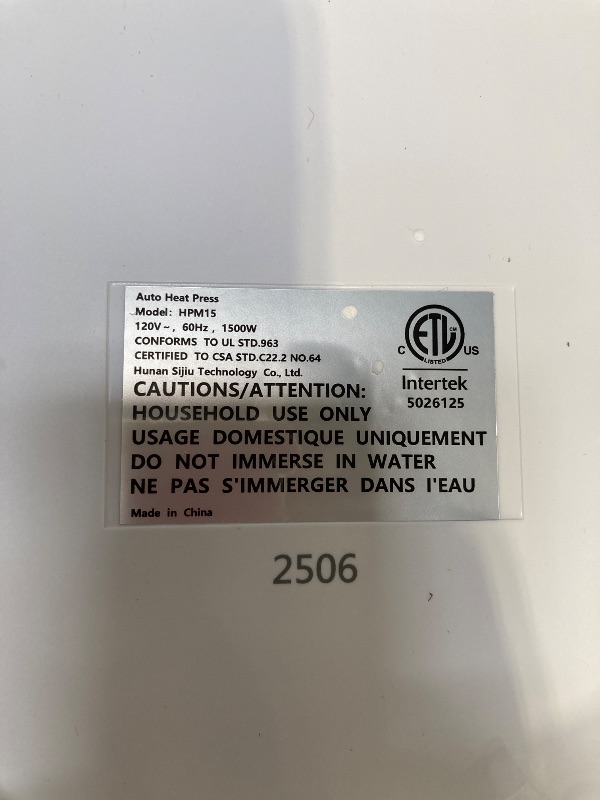 Auto Heat Press
Model: HPM15
120V~, 60Hz, 1500W
CONFORMS TO UL STD.963
CERTIFIED TO CSA STD.C22.2 NO.64
Hunan Sijiu Technology Co., Ltd.
CAUTIONS/ATTENTION:
HOUSEHOLD USE ONLY
USAGE DOMESTIQUE UNIQUEMENT
DO NOT IMMERSE IN WATER
NE PAS S'IMMERGER DANS I'EAU
Made in China
ETL CM
C LISTED US
Intertek
5026125
2506